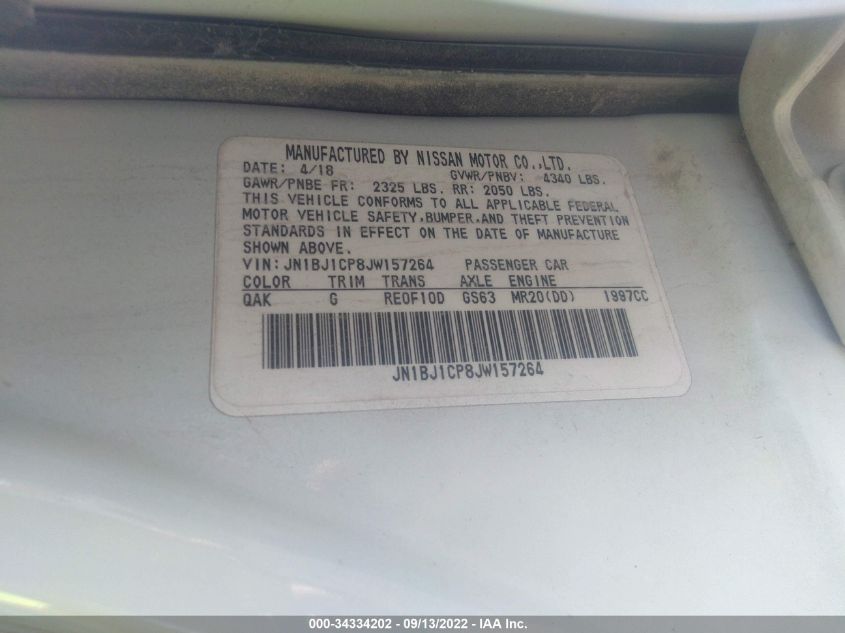 MANUFACTURED BY NISSAN MOTOR CO.,LTD.
DATE: 4/18 GVWR/PNBV: 4340 LBS.
GAWR/PNBE FR: 2325 LBS. RR: 2050 LBS.
THIS VEHICLE CONFORMS TO ALL APPLICABLE FEDERAL
MOTOR VEHICLE SAFETY,BUMPER,AND THEFT PREVENTION
STANDARDS IN EFFECT ON THE DATE OF MANUFACTURE
SHOWN ABOVE.
VIN: JN1BJ1CP8JW157264 PASSENGER CAR
COLOR TRIM TRANS AXLE ENGINE
QAK G RE0F10D GS63 MR20(DD) 1997CC
JN1BJ1CP8JW157264
000-34334202 - 09/13/2022 - IAA Inc.